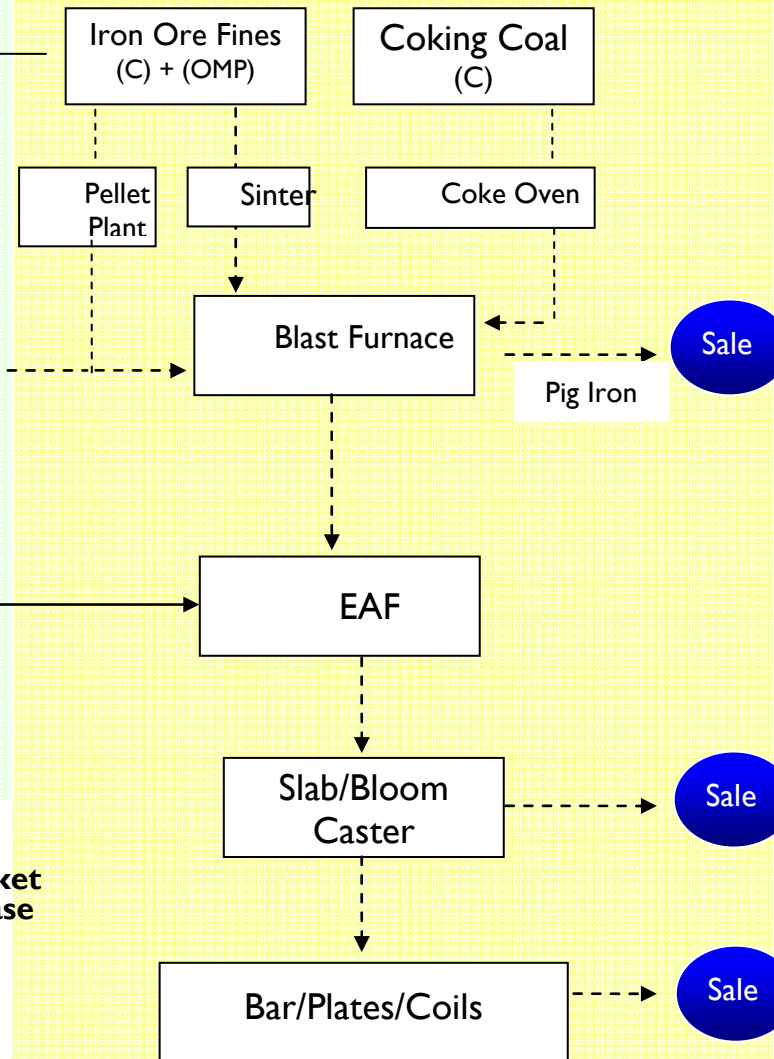 Iron Ore Fines
(C) + (OMP)
Coking Coal
(C)
Pellet
Plant
Sinter
Coke Oven
Blast Furnace
Sale
Pig Iron
EAF
Slab/Bloom
Caster
Sale
Bar/Plates/Coils
Sale